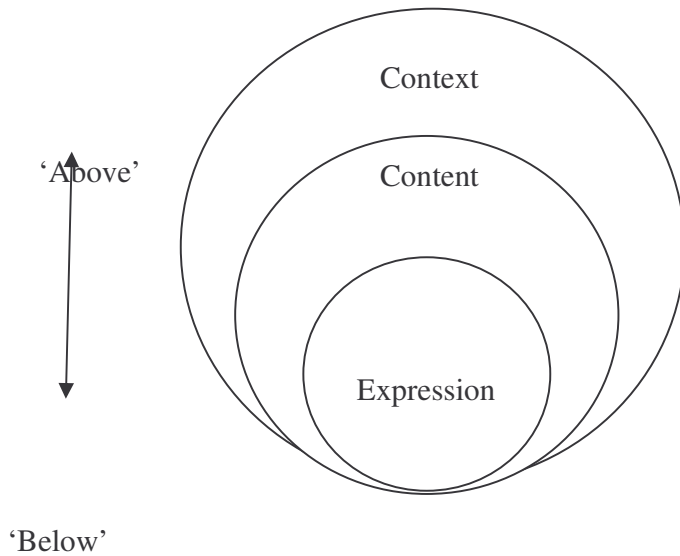 Context
‘Above’
Content
Expression
‘Below’